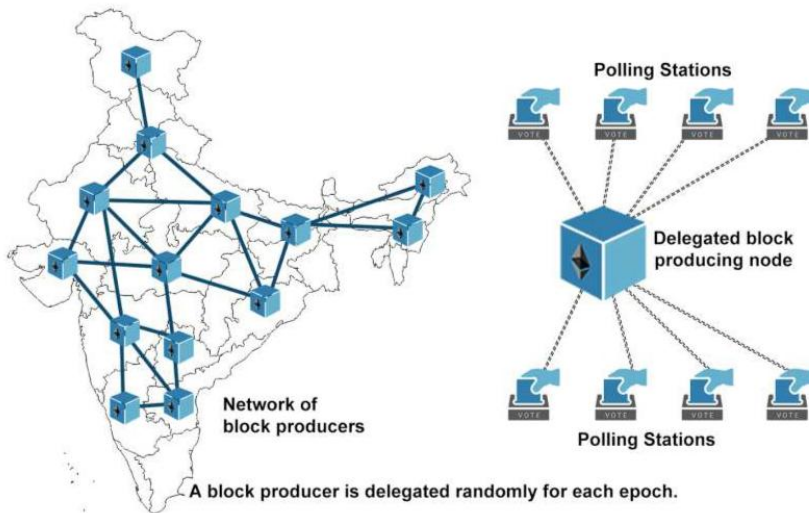 Polling Stations
VOTE
VOTE
VOTE
VOTE
Delegated block
producing node
VOTE
VOTE
VOTE
VOTE
Polling Stations
Network of
block producers
A block producer is delegated randomly for each epoch.